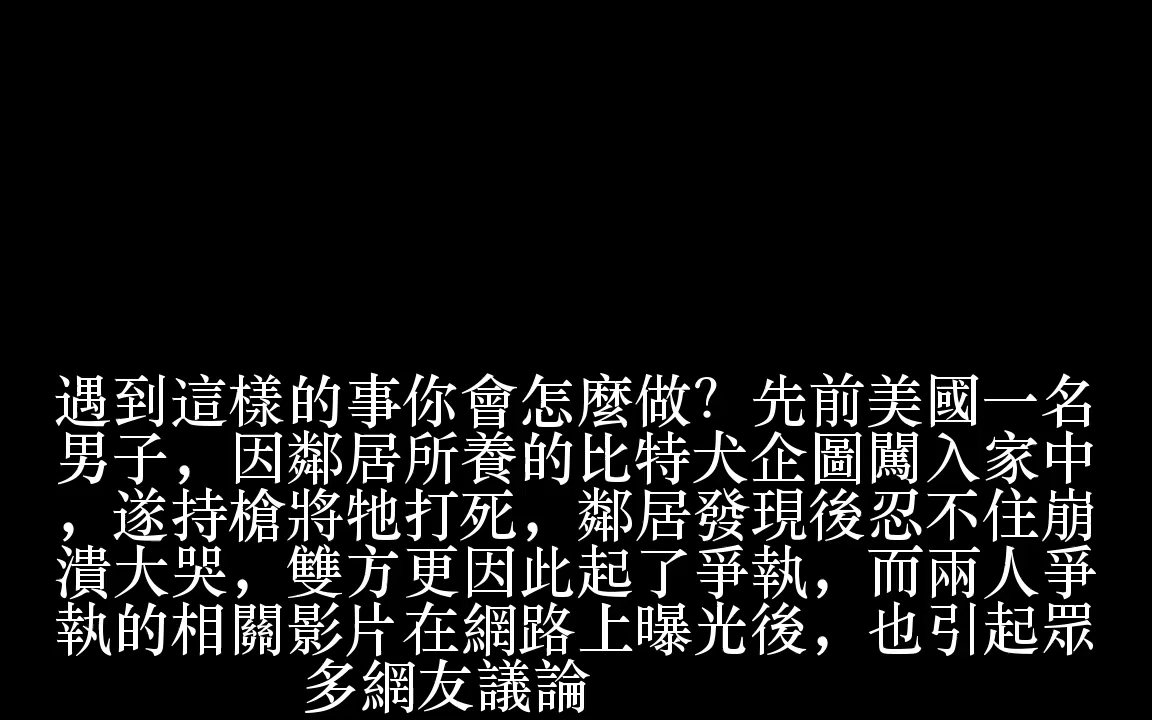 遇到這樣的事你會怎麼做？先前美國一名
男子，因鄰居所養的比特犬企圖闖入家中
，遂持槍將牠打死，鄰居發現後忍不住崩
潰大哭，雙方更因此起了爭執，而兩人爭
執的相關影片在網路上曝光後，也引起眾
多網友議論